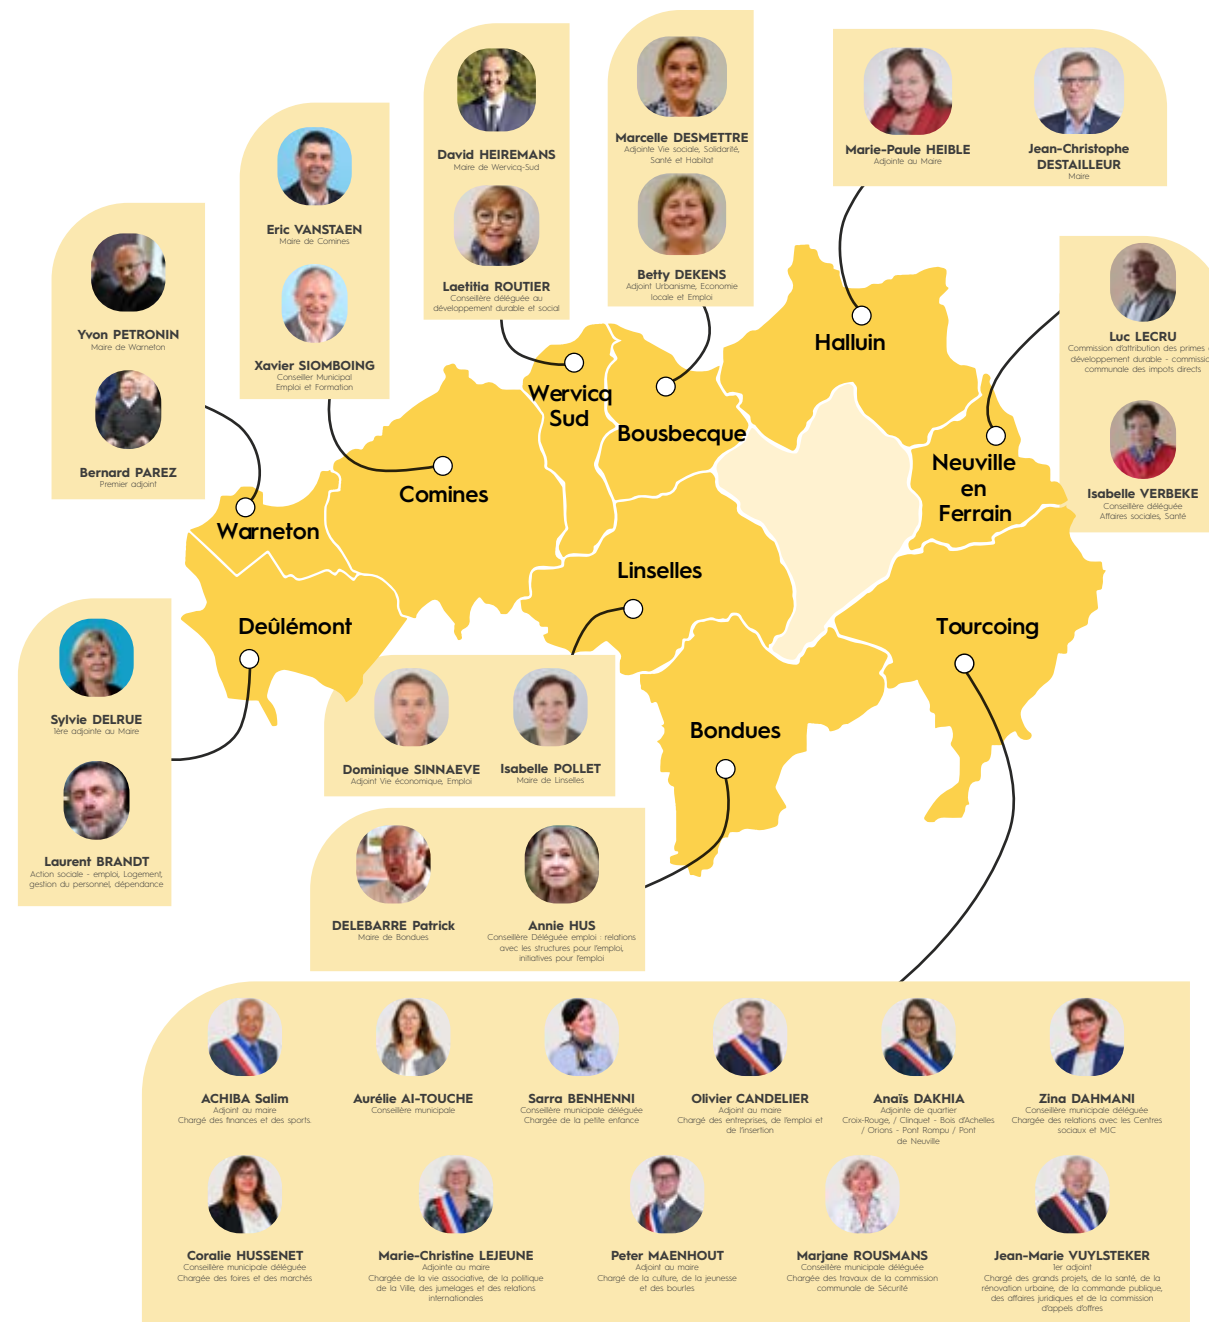 David HEIREMANS
Maire de Wervicq-Sud
Laetitia ROUTIER
Conseillère déléguée au
développement durable et social
Marcelle DESMETTRE
Adjointe Vie sociale, Solidarité,
Santé et Habitat
Betty DEKENS
Adjoint Urbanisme, Economie
locale et Emploi
Marie-Paule HEIBLE
Adjointe au Maire
Jean-Christophe
DESTAILLEUR
Maire
Eric VANSTAEN
Maire de Comines
Xavier SIOMBOING
Conseiller Municipal
Emploi et Formation
Yvon PETRONIN
Maire de Warneton
Bernard PAREZ
Premier adjoint
Luc LECRU
Commission d'attribution des primes
développement durable - commissio
communale des impots directs
Isabelle VERBEKE
Conseillère déléguée
Affaires sociales, Santé
Halluin
Wervicq
Sud
Bousbecque
Neuville
en
Ferrain
Comines
Warneton
Linselles
Deûlémont
Tourcoing
Bondues
Sylvie DELRUE
1ère adjointe au Maire
Laurent BRANDT
Action sociale - emploi, Logement,
gestion du personnel, dépendance
Dominique SINNAEVE
Adjoint Vie économique, Emploi
Isabelle POLLET
Maire de Linselles
DELEBARRE Patrick
Maire de Bondues
Annie HUS
Conseillère Déléguée emploi : relations
avec les structures pour l'emploi,
initiatives pour l'emploi
ACHIBA Salim
Adjoint au maire
Chargé des finances et des sports
Aurélie AI-TOUCHE
Conseillère municipale
Sarra BENHENNI
Conseillère municipale déléguée
Chargée de la petite enfance
Olivier CANDELIER
Adjoint au maire
Chargé des entreprises, de l'emploi et
de l'insertion
Anaïs DAKHIA
Adjointe de quartier
Croix-Rouge, / Clinquet - Bois d'Achelles
/ Orions - Pont Rompu / Pont
de Neuville
Zina DAHMANI
Conseillère municipale déléguée
Chargée des relations avec les Centres
sociaux et MJC
Coralie HUSSENET
Conseillère municipale déléguée
Chargée des foires et des marchés
Marie-Christine LEJEUNE
Adjointe au maire
Chargée de la vie associative, de la politique
de la Ville, des jumelages et des relations
internationales
Peter MAENHOUT
Adjoint au maire
Chargé de la culture, de la jeunesse
et des bourles
Marjane ROUSMANS
Conseillère municipale déléguée
Chargée des travaux de la commission
communale de Sécurité
Jean-Marie VUYLSTEKER
1er adjoint
Chargé des grands projets, de la santé, de la
rénovation urbaine, de la commande publique,
des affaires juridiques et de la commission
d'appels d'offres